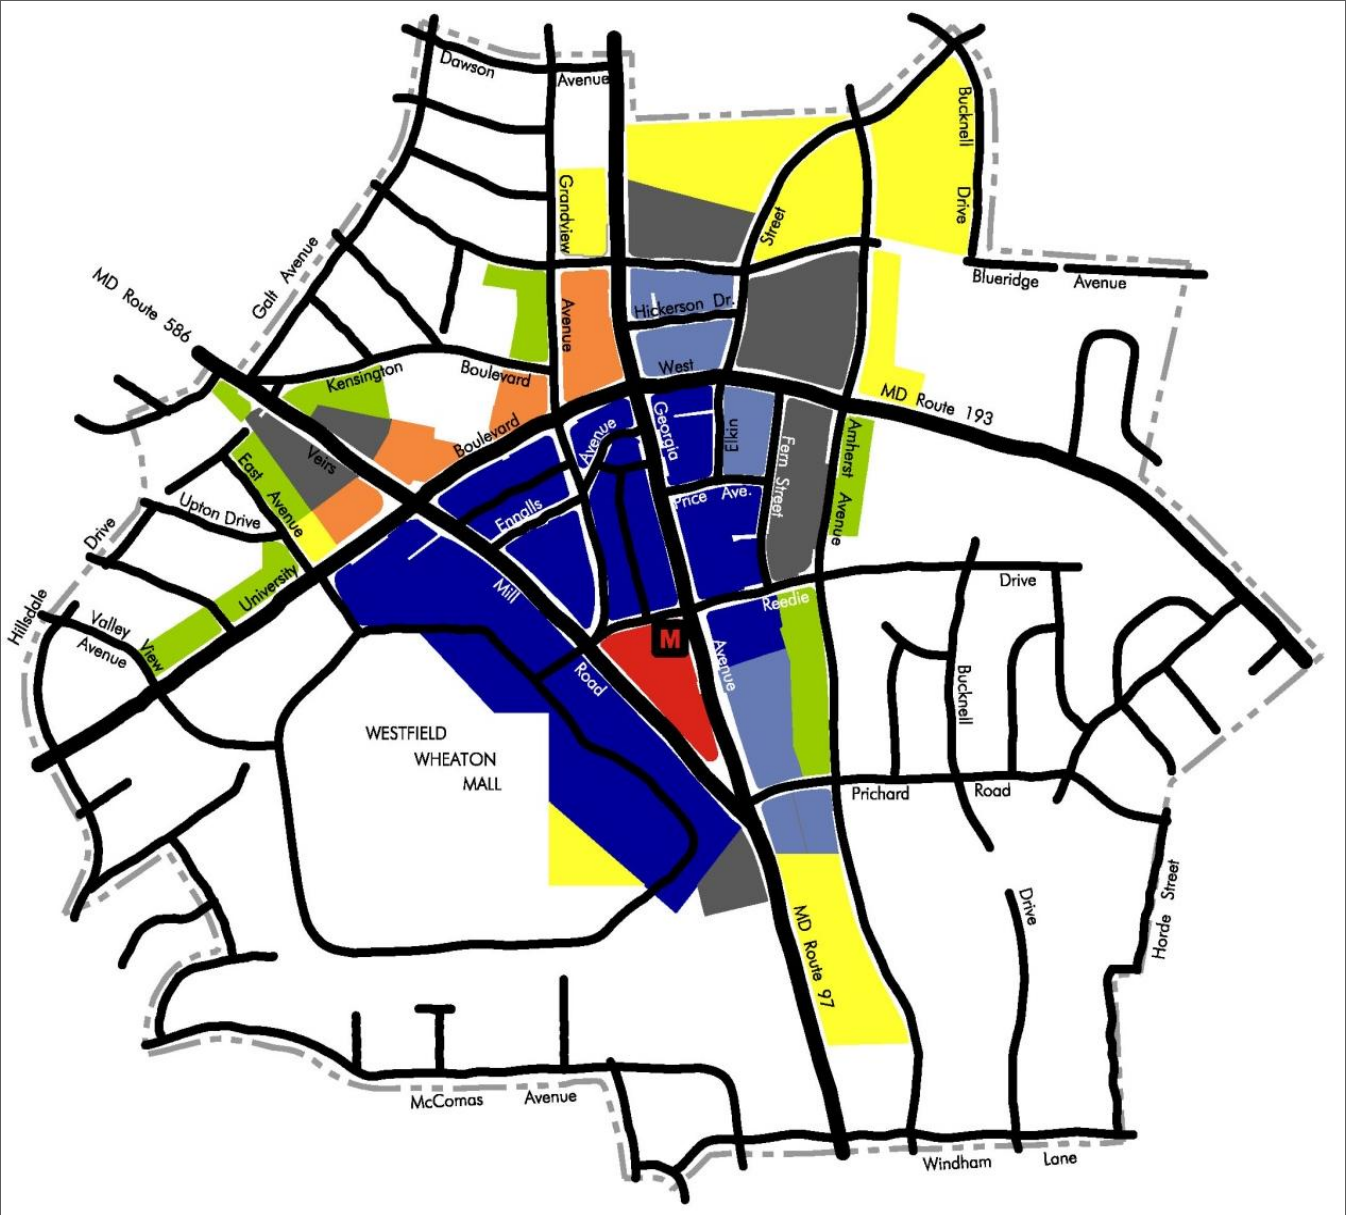 Dawson
Avenue
Bucknell
Drive
Grandview
Avenue
Street
Galt Avenue
MD Route 586
Blueridge
Avenue
Hickerson Dr.
West
Kensington
Boulevard
MD Route 193
Georgia
Avenue
Elkin
Fern Street
Amherst
Avenue
Boulevard
Avenue
Veirs
East
Avenue
Price Ave.
Ennalls
Upton Drive
Drive
Hillsdale
University
Valley
View
Avenue
Mill
Road
Reedie
Drive
M
Bucknell
Drive
WESTFIELD
WHEATON
MALL
Prichard
Road
MD Route 97
Horde Street
McComas
Avenue
Windham
Lane